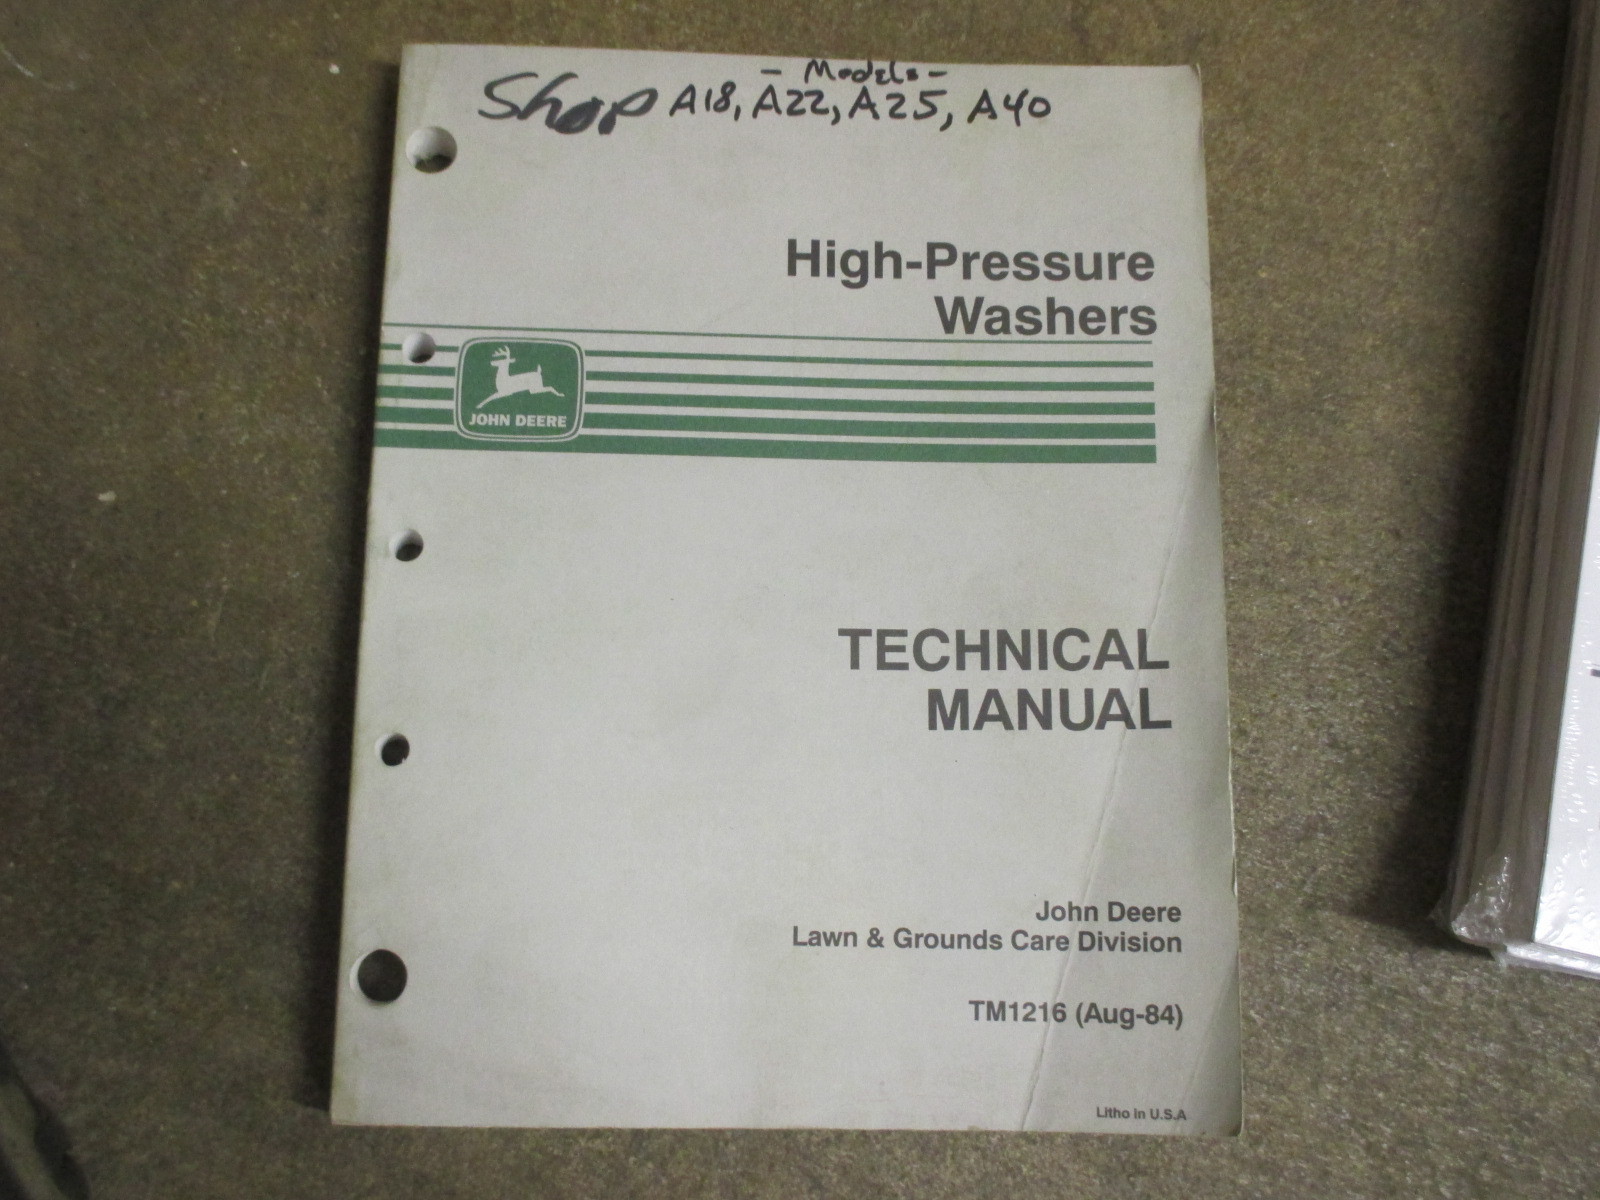 - Models -
Shop A18, A22, A25, A40
High-Pressure
Washers
JOHN DEERE
TECHNICAL
MANUAL
John Deere
Lawn & Grounds Care Division
TM1216 (Aug-84)
Litho in U.S.A